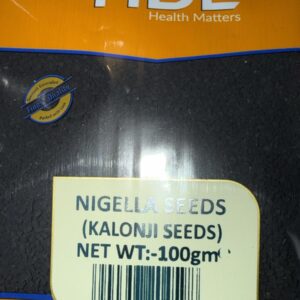 Health Matters
NIGELLA SEEDS
(KALONJI SEEDS)
NET WT:-100gm